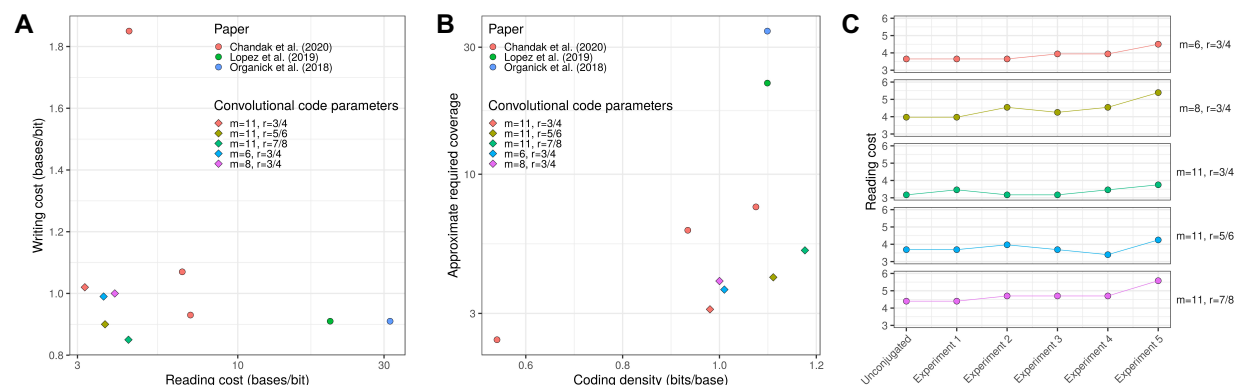 A
Paper
Chandak et al. (2020)
Lopez et al. (2019)
Organick et al. (2018)
Convolutional code parameters
m=11, r=3/4
m=11, r=5/6
m=11, r=7/8
m=6, r=3/4
m=8, r=3/4
Writing cost (bases/bit)
1.8
1.6
1.4
1.2
1.0
0.8
3
10
30
Reading cost (bases/bit)
B
Paper
Chandak et al. (2020)
Lopez et al. (2019)
Organick et al. (2018)
Convolutional code parameters
m=11, r=3/4
m=11, r=5/6
m=11, r=7/8
m=6, r=3/4
m=8, r=3/4
Approximate required coverage
30
10
3
0.6
0.8
1.0
1.2
Coding density (bits/base)
C
Reading cost
6
5
4
3
m=6, r=3/4
6
5
4
3
m=8, r=3/4
6
5
4
3
m=11, r=3/4
6
5
4
3
m=11, r=5/6
6
5
4
3
m=11, r=7/8
Unconjugated
Experiment 1
Experiment 2
Experiment 3
Experiment 4
Experiment 5